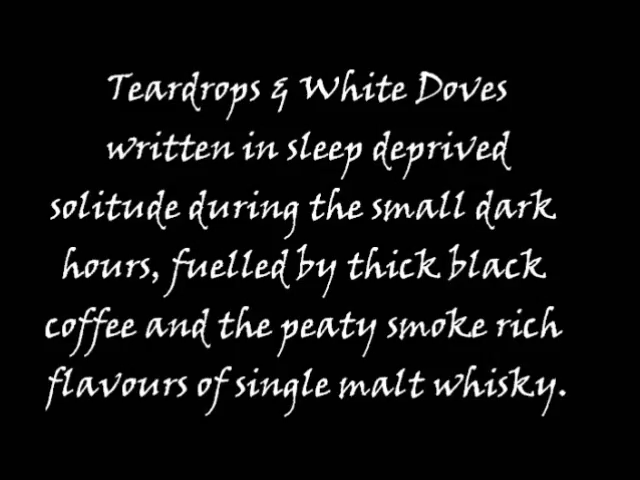 Teardrops & White Doves
written in sleep deprived
solitude during the small dark
hours, fuelled by thick black
coffee and the peaty smoke rich
flavours of single malt whisky.